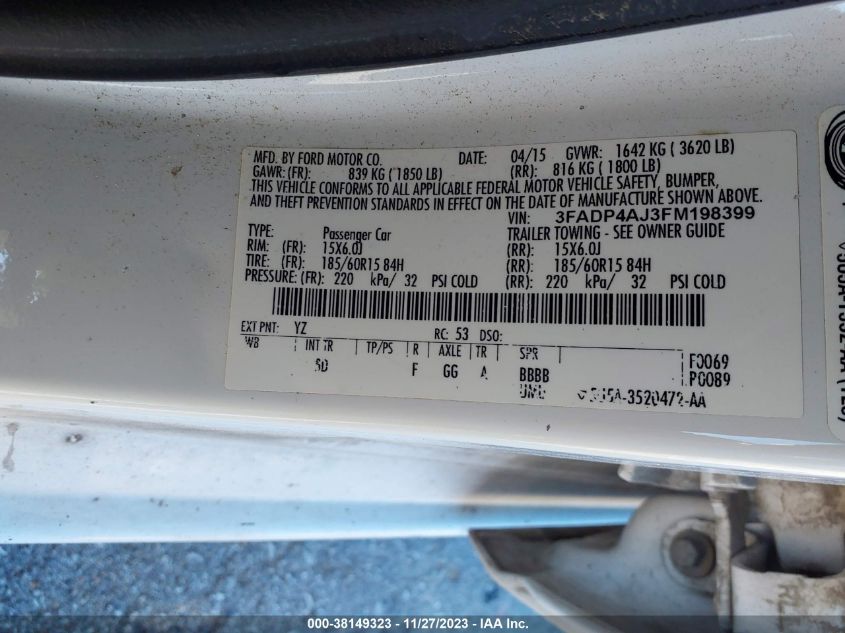 MFD. BY FORD MOTOR CO. DATE: 04/15 GVWR: 1642 KG ( 3620 LB)
GAWR: (FR): 839 KG ( 1850 LB) (RR): 816 KG ( 1800 LB)
THIS VEHICLE CONFORMS TO ALL APPLICABLE FEDERAL MOTOR VEHICLE SAFETY, BUMPER,
AND THEFT PREVENTION STANDARDS IN EFFECT ON THE DATE OF MANUFACTURE SHOWN ABOVE.
VIN: 3FADP4AJ3FM198399
TYPE: Passenger Car TRAILER TOWING - SEE OWNER GUIDE
RIM: (FR): 15X6.0J (RR): 15X6.0J
TIRE: (FR): 185/60R15 84H (RR): 185/60R15 84H
PRESSURE: (FR): 220 kPa/ 32 PSI COLD (RR): 220 kPa/ 32 PSI COLD
EXT PNT: YZ RC: 53 DSO:
WB INT TR TP/PS R AXLE TR SPR F0069
F GG A BBBB P0089
000-38149323 - 11/27/2023 - IAAI.COM